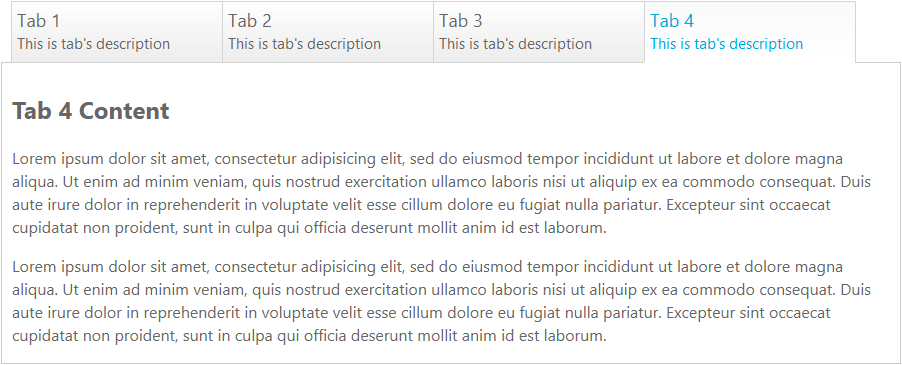 Tab 1 Tab 2 Tab 3 Tab 4
This is tab's description This is tab's description This is tab's description This is tab's description
Tab 4 Content
Lorem ipsum dolor sit amet, consectetur adipisicing elit, sed do eiusmod tempor incididunt ut labore et dolore magna
aliqua. Ut enim ad minim veniam, quis nostrud exercitation ullamco laboris nisi ut aliquip ex ea commodo consequat. Duis
aute irure dolor in reprehenderit in voluptate velit esse cillum dolore eu fugiat nulla pariatur. Excepteur sint occaecat
cupidatat non proident, sunt in culpa qui officia deserunt mollit anim id est laborum.
Lorem ipsum dolor sit amet, consectetur adipisicing elit, sed do eiusmod tempor incididunt ut labore et dolore magna
aliqua. Ut enim ad minim veniam, quis nostrud exercitation ullamco laboris nisi ut aliquip ex ea commodo consequat. Duis
aute irure dolor in reprehenderit in voluptate velit esse cillum dolore eu fugiat nulla pariatur. Excepteur sint occaecat
cupidatat non proident, sunt in culpa qui officia deserunt mollit anim id est laborum.